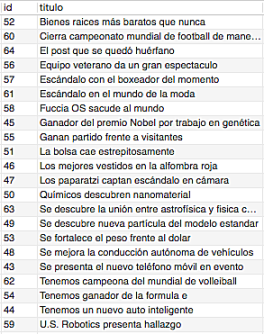 id titulo
52 Bienes raices más baratos que nunca
60 Cierra campeonato mundial de football de mane...
64 El post que se quedó huérfano
56 Equipo veterano da un gran espectaculo
57 Escándalo con el boxeador del momento
61 Escándalo en el mundo de la moda
58 Fuccia OS sacude al mundo
45 Ganador del premio Nobel por trabajo en genética
55 Ganan partido frente a visitantes
51 La bolsa cae estrepitosamente
46 Los mejores vestidos en la alfombra roja
47 Los paparatzi captan escándalo en cámara
50 Químicos descubren nanomaterial
63 Se descubre la unión entre astrofísica y fisica c...
49 Se descubre nueva partícula del modelo estandar
53 Se fortalece el peso frente al dolar
48 Se mejora la conducción autónoma de vehículos
43 Se presenta el nuevo teléfono móvil en evento
62 Tenemos campeona del mundial de volleiball
54 Tenemos ganador de la formula e
44 Tenemos un nuevo auto inteligente
59 U.S. Robotics presenta hallazgo